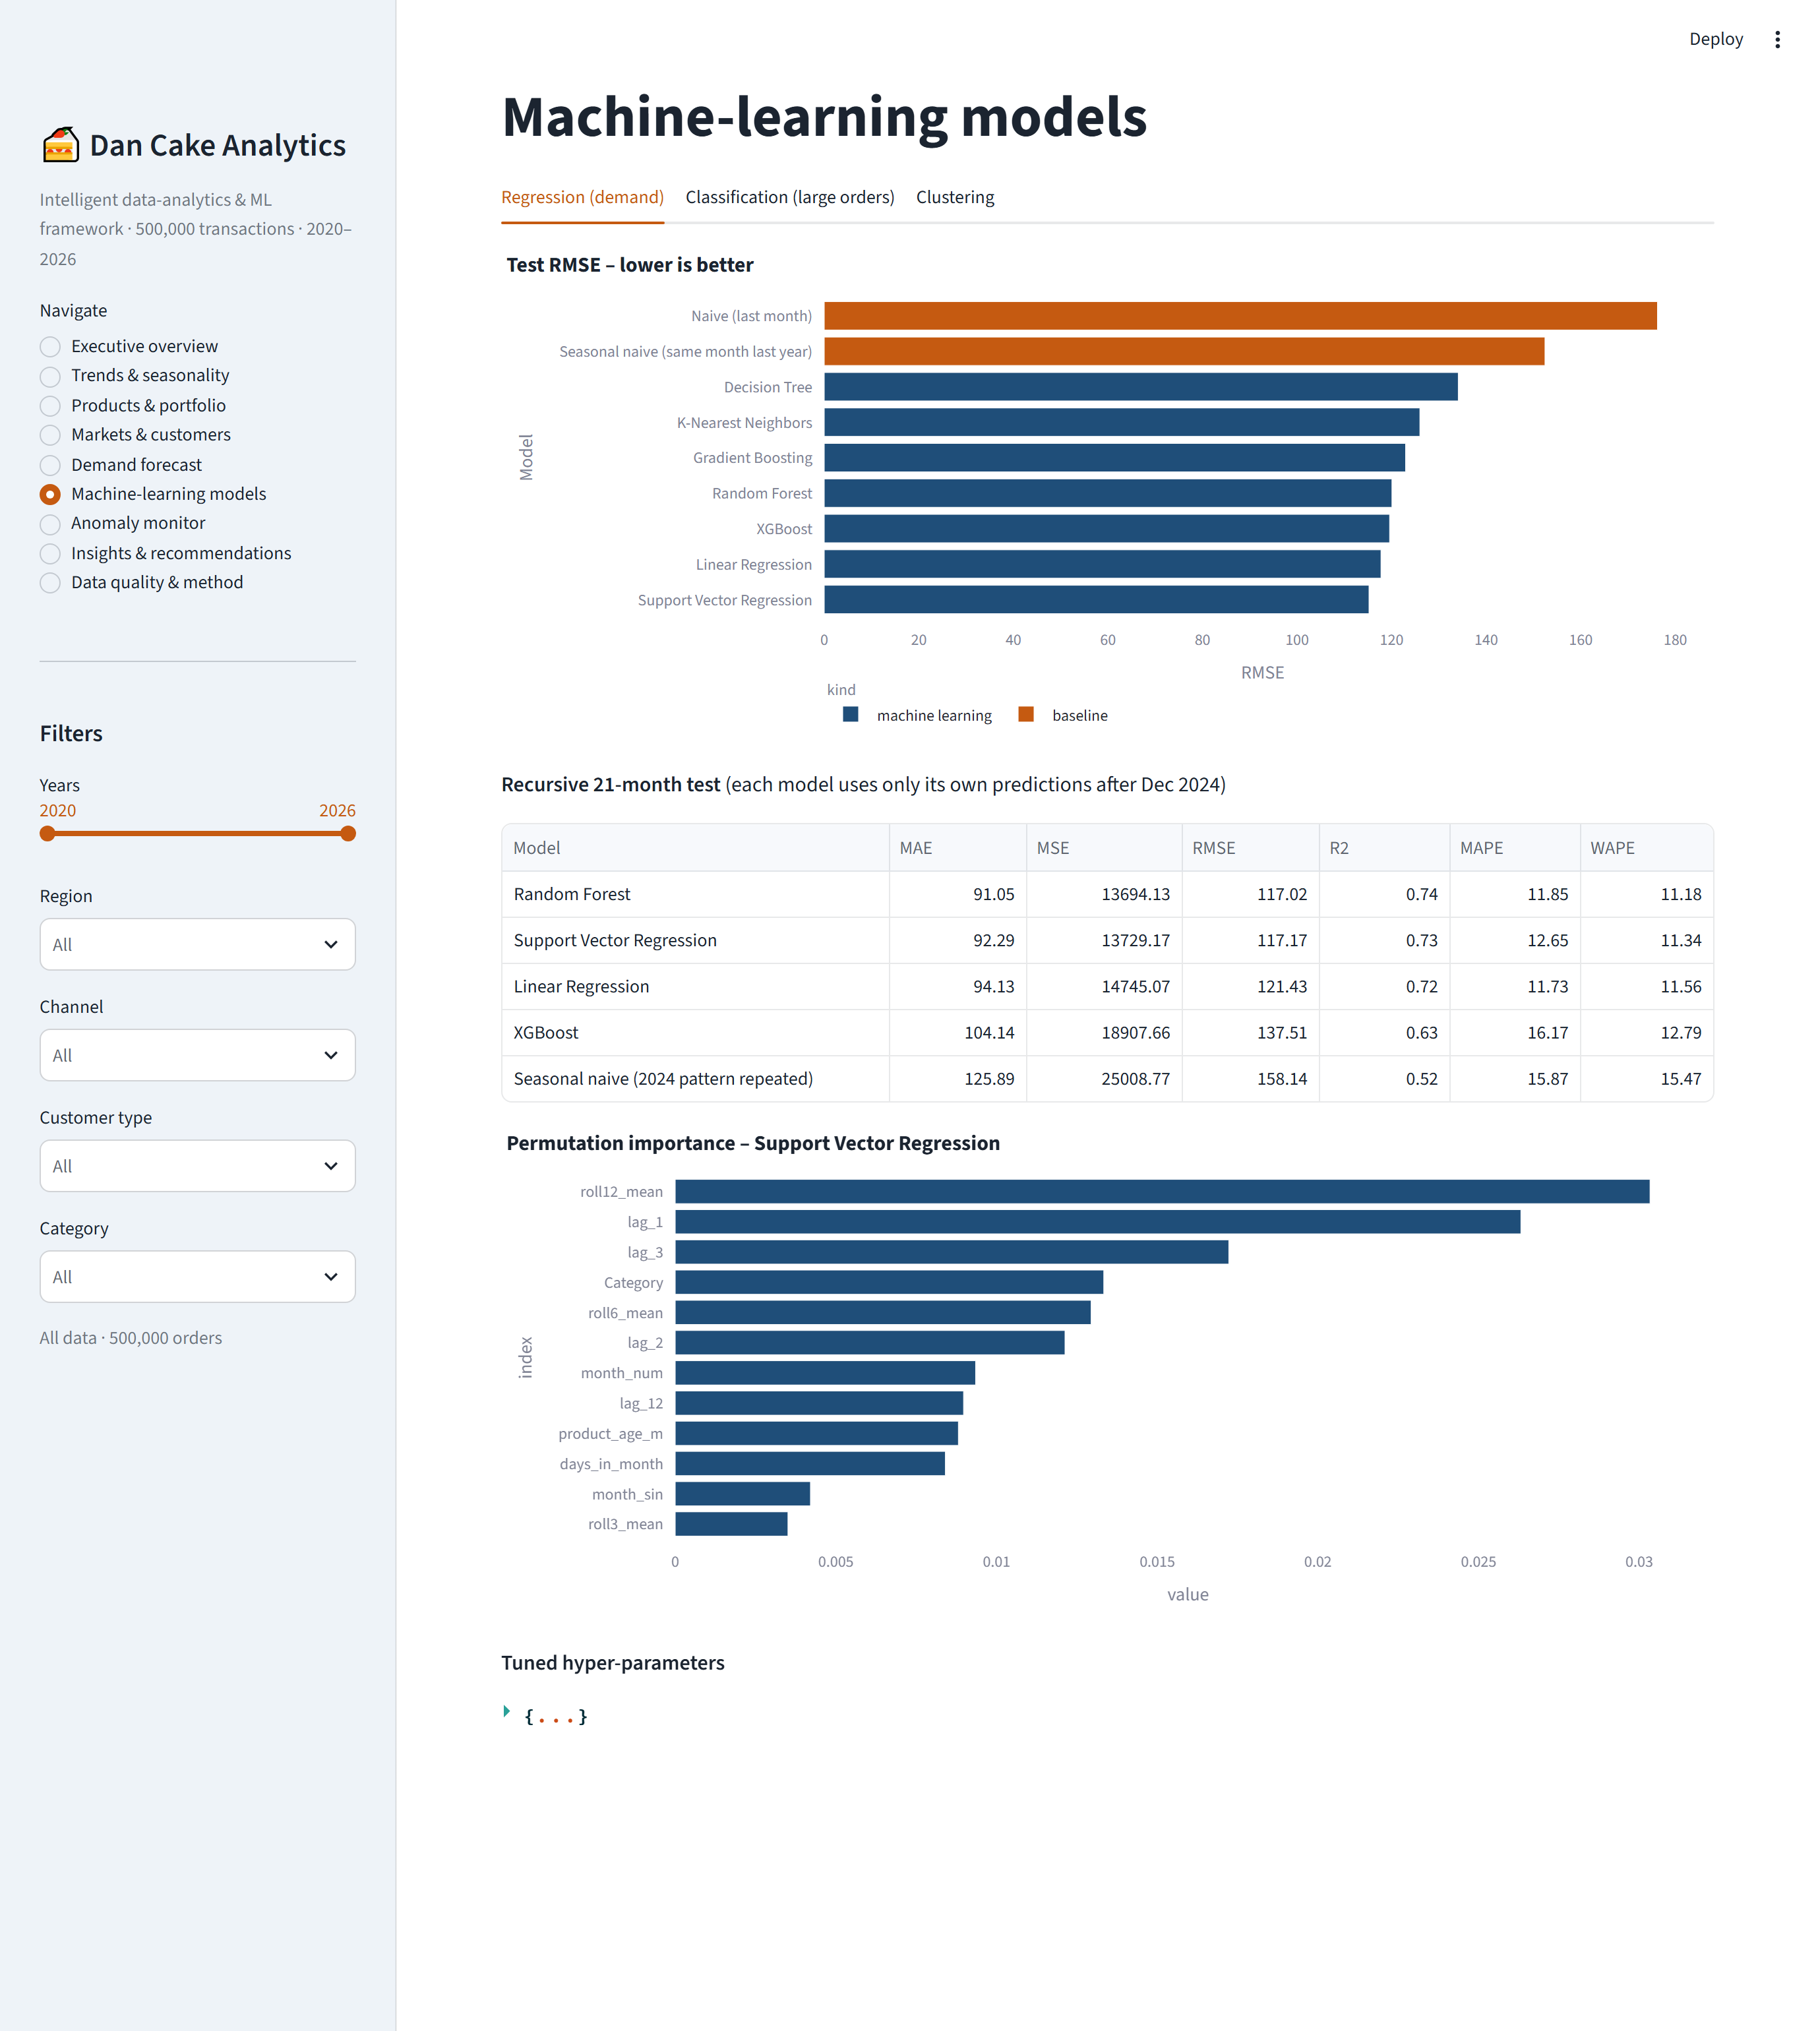 Deploy
Dan Cake Analytics
Intelligent data-analytics & ML
framework · 500,000 transactions · 2020–
2026
Navigate
Executive overview
Trends & seasonality
Products & portfolio
Markets & customers
Demand forecast
Machine-learning models
Anomaly monitor
Insights & recommendations
Data quality & method
Filters
Years
2020 2026
Region
All
Channel
All
Customer type
All
Category
All
All data · 500,000 orders
Machine-learning models
Regression (demand) Classification (large orders) Clustering
Test RMSE – lower is better
Model
Naive (last month)
Seasonal naive (same month last year)
Decision Tree
K-Nearest Neighbors
Gradient Boosting
Random Forest
XGBoost
Linear Regression
Support Vector Regression
0 20 40 60 80 100 120 140 160 180
RMSE
kind
machine learning baseline
Recursive 21-month test (each model uses only its own predictions after Dec 2024)
Model MAE MSE RMSE R2 MAPE WAPE
Random Forest 91.05 13694.13 117.02 0.74 11.85 11.18
Support Vector Regression 92.29 13729.17 117.17 0.73 12.65 11.34
Linear Regression 94.13 14745.07 121.43 0.72 11.73 11.56
XGBoost 104.14 18907.66 137.51 0.63 16.17 12.79
Seasonal naive (2024 pattern repeated) 125.89 25008.77 158.14 0.52 15.87 15.47
Permutation importance – Support Vector Regression
index
roll12_mean
lag_1
lag_3
Category
roll6_mean
lag_2
month_num
lag_12
product_age_m
days_in_month
month_sin
roll3_mean
0 0.005 0.01 0.015 0.02 0.025 0.03
value
Tuned hyper-parameters
{...}